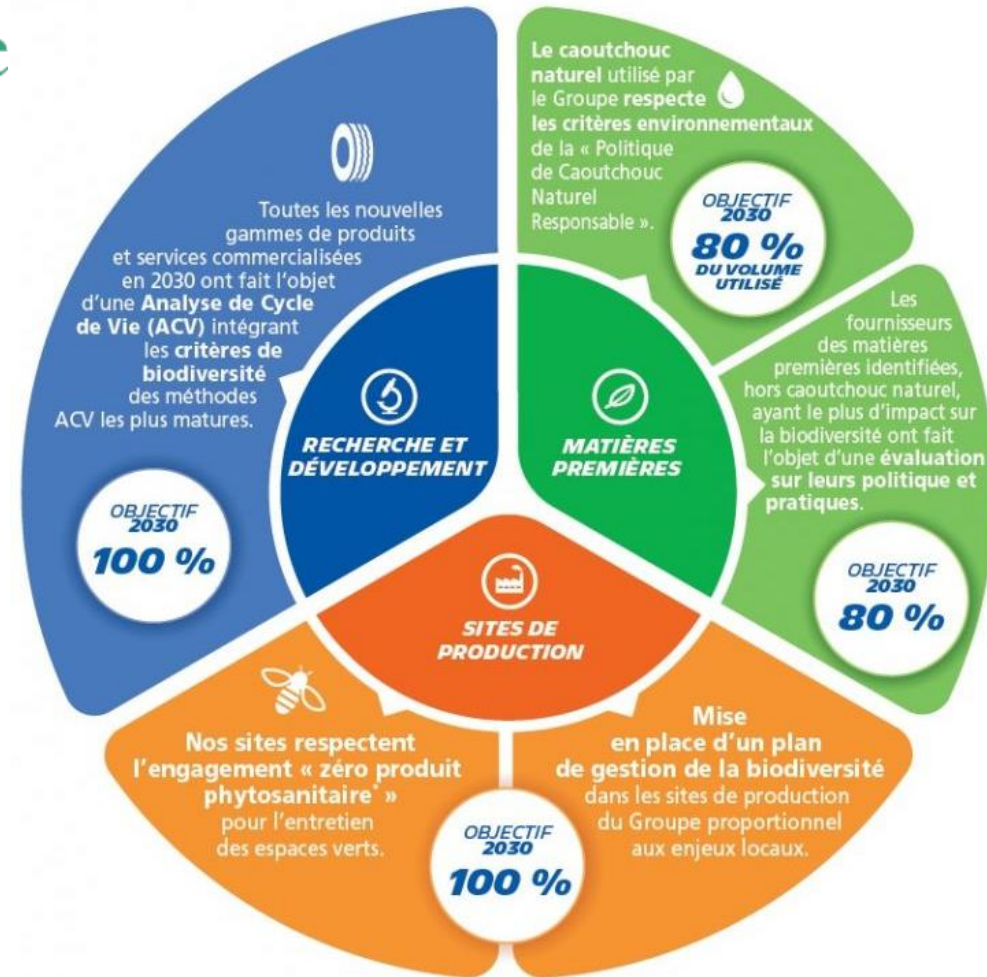 Toutes les nouvelles
gammes de produits
et services commercialisées
en 2030 ont fait l'objet
d'une Analyse de Cycle
de Vie (ACV) intégrant
les critères de
biodiversité
des méthodes
ACV les plus matures.
OBJECTIF
2030
100 %
RECHERCHE ET
DÉVELOPPEMENT
Le caoutchouc
naturel utilisé par
le Groupe respecte
les critères environnementaux
de la « Politique
de Caoutchouc
Naturel
Responsable ».
OBJECTIF
2030
80 %
DU VOLUME
UTILISÉ
MATIÈRES
PREMIÈRES
Les
fournisseurs
des matières
premières identifiées,
hors caoutchouc naturel,
ayant le plus d'impact sur
la biodiversité ont fait
l'objet d'une évaluation
sur leurs politique et
pratiques.
OBJECTIF
2030
80 %
SITES DE
PRODUCTION
Nos sites respectent
l'engagement « zéro produit
phytosanitaire* »
pour l'entretien
des espaces verts.
OBJECTIF
2030
100 %
Mise
en place d'un plan
de gestion de la biodiversité
dans les sites de production
du Groupe proportionnel
aux enjeux locaux.